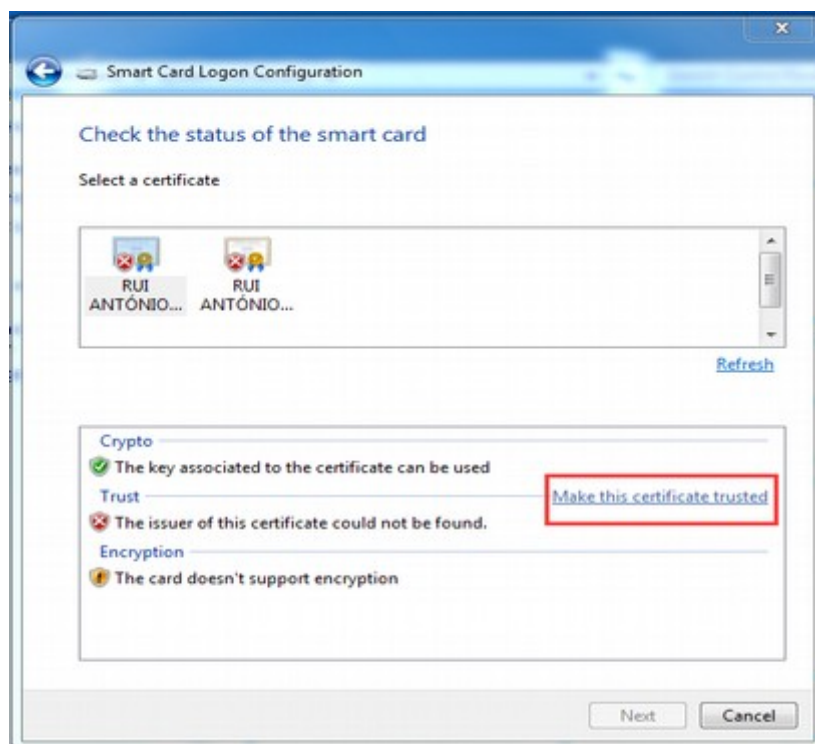 Smart Card Logon Configuration
Check the status of the smart card
Select a certificate
RUI
ANTÓNIO...
RUI
ANTÓNIO...
Refresh
Crypto
The key associated to the certificate can be used
Trust
Make this certificate trusted
The issuer of this certificate could not be found.
Encryption
The card doesn't support encryption
Next
Cancel